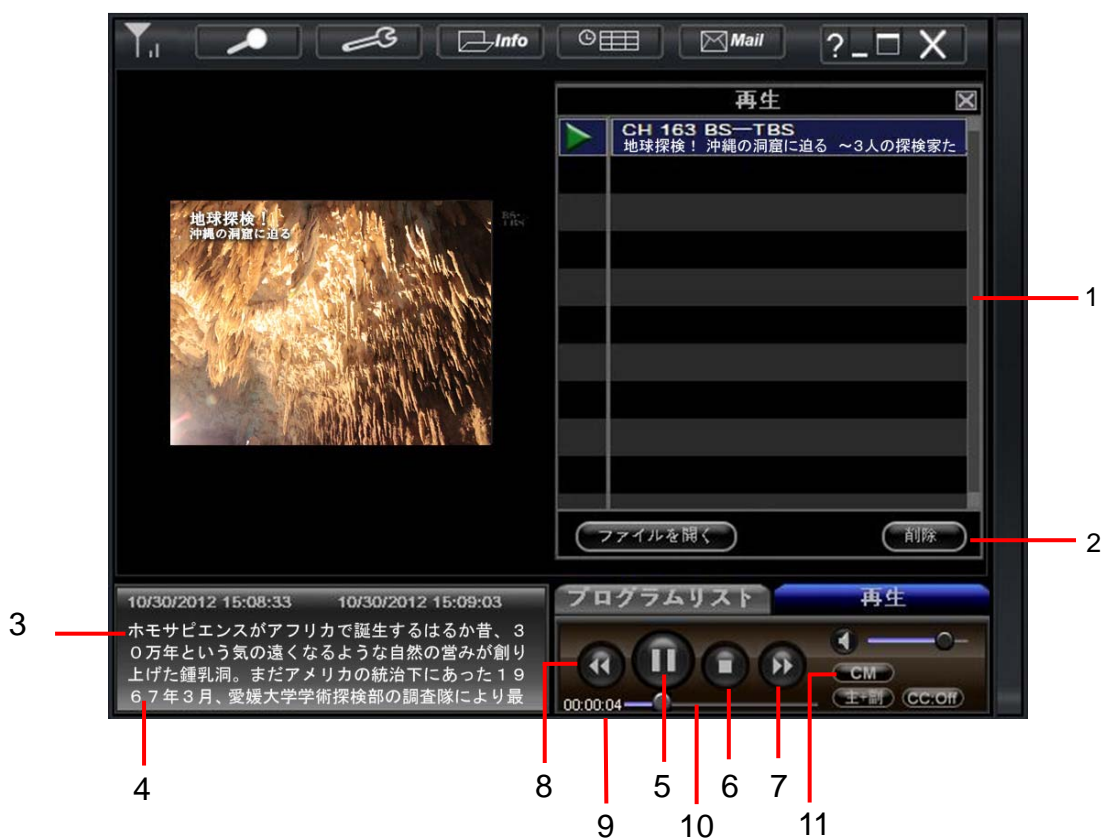 Info
Mail
?
再生
CH 163 BS—TBS
地球探検！ 沖縄の洞窟に迫る ～3人の探検家た
地球探検！
沖縄の洞窟に迫る
BS-
TBS
1
ファイルを開く
削除
2
10/30/2012 15:08:33 10/30/2012 15:09:03
プログラムリスト
再生
3
ホモサピエンスがアフリカで誕生するはるか昔、３
０万年という気の遠くなるような自然の営みが創り
上げた鍾乳洞。まだアメリカの統治下にあった１９
６７年３月、愛媛大学学術探検部の調査隊により最
CM
主+副
CC:Off
00:00:04
4
8
5
6
7
9
10
11